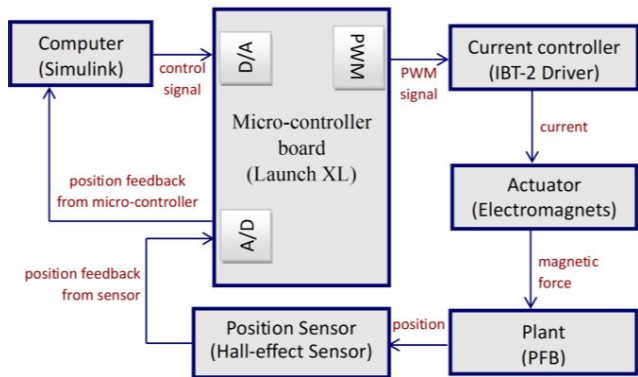 Computer
(Simulink)
control
signal
D/A
PWM
PWM
signal
Current controller
(IBT-2 Driver)
Micro-controller
board
(Launch XL)
current
position feedback
from micro-controller
Actuator
(Electromagnets)
A/D
position feedback
from sensor
magnetic
force
Position Sensor
(Hall-effect Sensor)
position
Plant
(PFB)